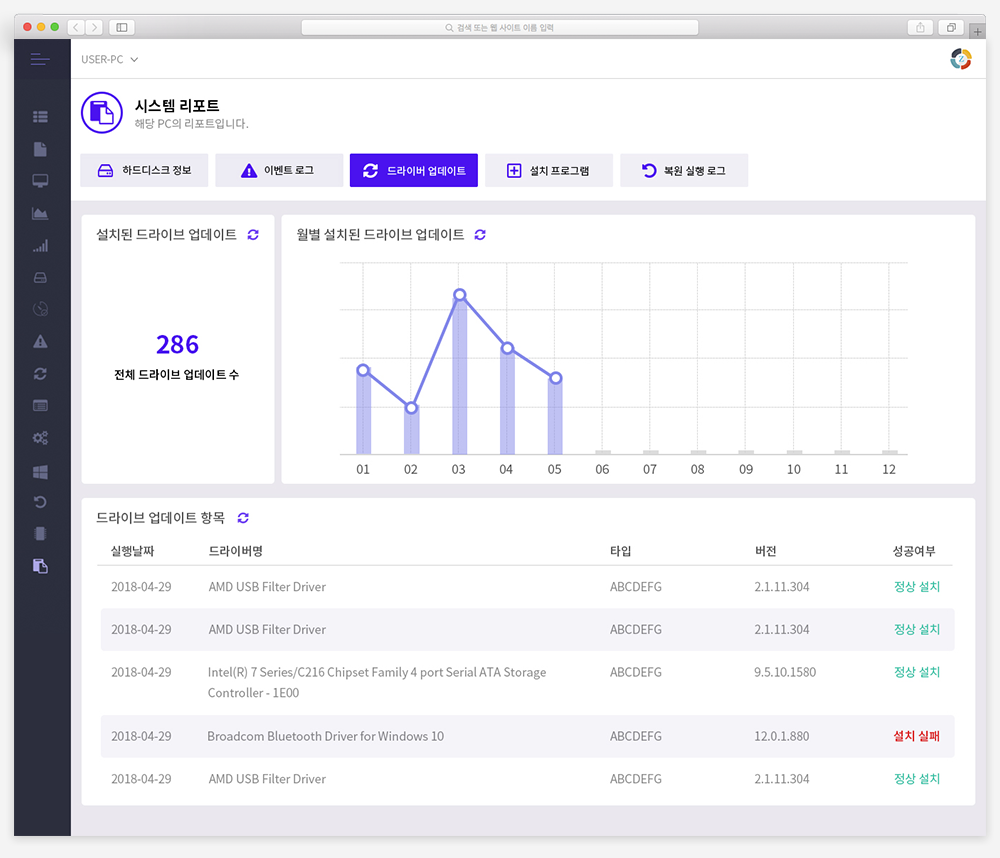 검색 또는 웹 사이트 이름 입력
USER-PC
Z
시스템 리포트
해당 PC의 리포트입니다.
하드디스크 정보
이벤트 로그
드라이버 업데이트
설치 프로그램
복원 실행 로그
설치된 드라이브 업데이트
월별 설치된 드라이브 업데이트
286
전체 드라이브 업데이트 수
01 02 03 04 05 06 07 08 09 10 11 12
드라이브 업데이트 항목
실행날짜 드라이버명 타입 버전 성공여부
2018-04-29 AMD USB Filter Driver ABCDEFG 2.1.11.304 정상 설치
2018-04-29 AMD USB Filter Driver ABCDEFG 2.1.11.304 정상 설치
2018-04-29 Intel(R) 7 Series/C216 Chipset Family 4 port Serial ATA Storage ABCDEFG 9.5.10.1580 정상 설치
Controller - 1E00
2018-04-29 Broadcom Bluetooth Driver for Windows 10 ABCDEFG 12.0.1.880 설치 실패
2018-04-29 AMD USB Filter Driver ABCDEFG 2.1.11.304 정상 설치